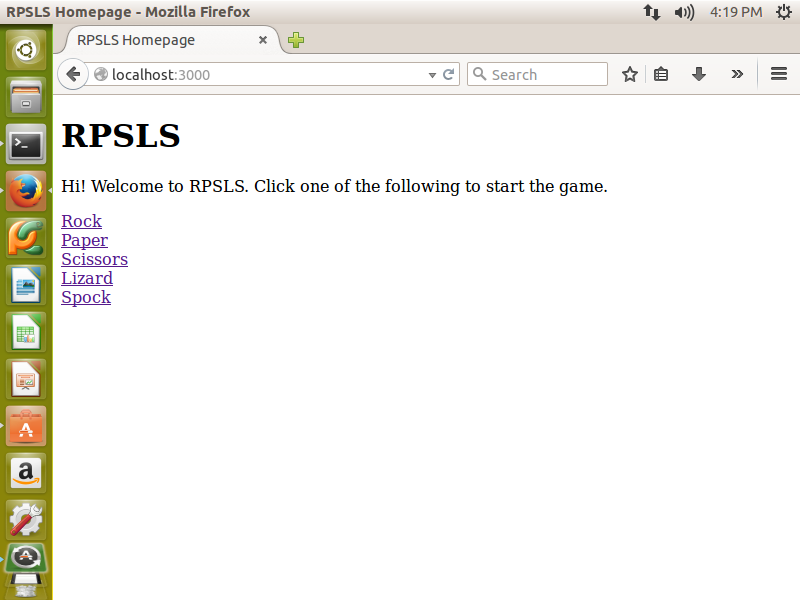 RPSLS Homepage - Mozilla Firefox
4:19 PM
RPSLS Homepage
localhost:3000
Search
RPSLS
Hi! Welcome to RPSLS. Click one of the following to start the game.
Rock
Paper
Scissors
Lizard
Spock